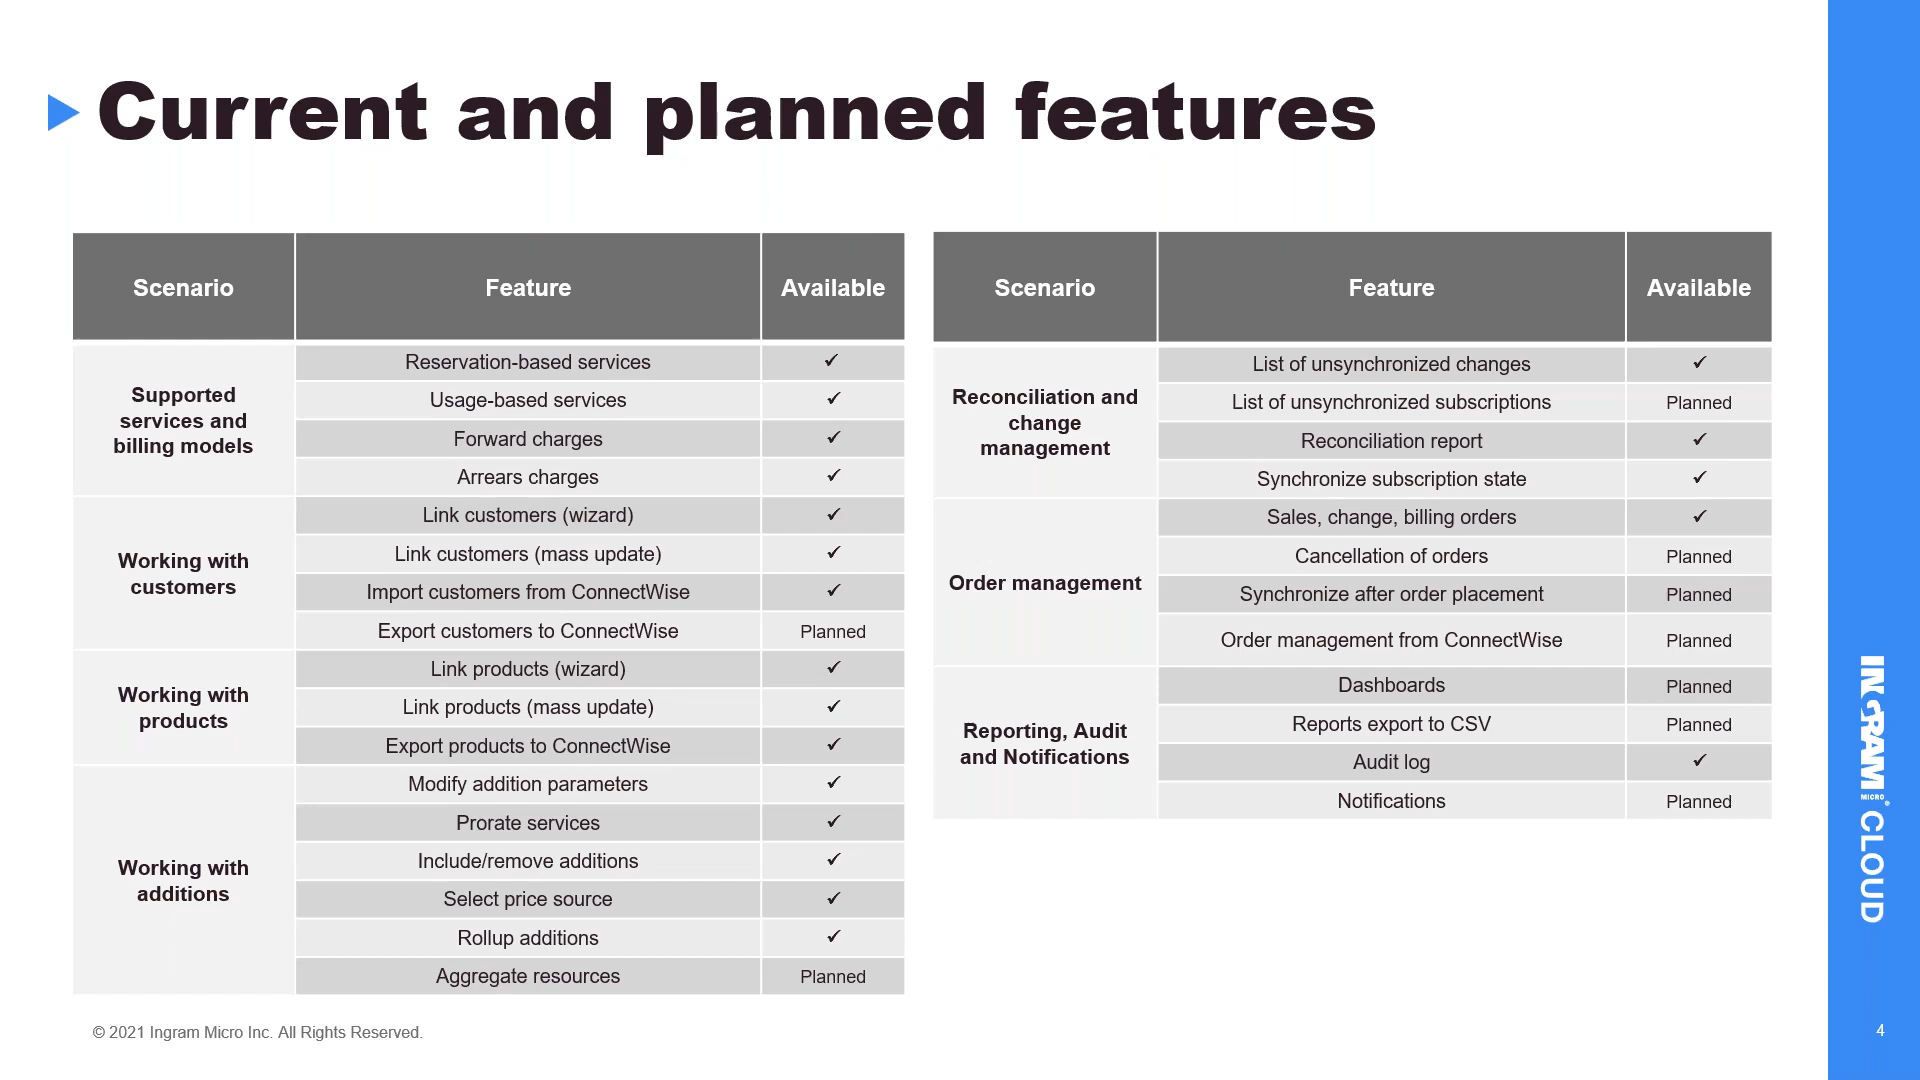 Current and planned features
Scenario Feature Available
Supported
services and
billing models
Reservation-based services ✓
Usage-based services ✓
Forward charges ✓
Arrears charges ✓
Working with
customers
Link customers (wizard) ✓
Link customers (mass update) ✓
Import customers from ConnectWise ✓
Export customers to ConnectWise Planned
Working with
products
Link products (wizard) ✓
Link products (mass update) ✓
Export products to ConnectWise ✓
Working with
additions
Modify addition parameters ✓
Prorate services ✓
Include/remove additions ✓
Select price source ✓
Rollup additions ✓
Aggregate resources Planned
Scenario Feature Available
Reconciliation and
change
management
List of unsynchronized changes ✓
List of unsynchronized subscriptions Planned
Reconciliation report ✓
Synchronize subscription state ✓
Order management
Sales, change, billing orders ✓
Cancellation of orders Planned
Synchronize after order placement Planned
Order management from ConnectWise Planned
Reporting, Audit
and Notifications
Dashboards Planned
Reports export to CSV Planned
Audit log ✓
Notifications Planned
© 2021 Ingram Micro Inc. All Rights Reserved.
INGRAM MICRO® CLOUD
4